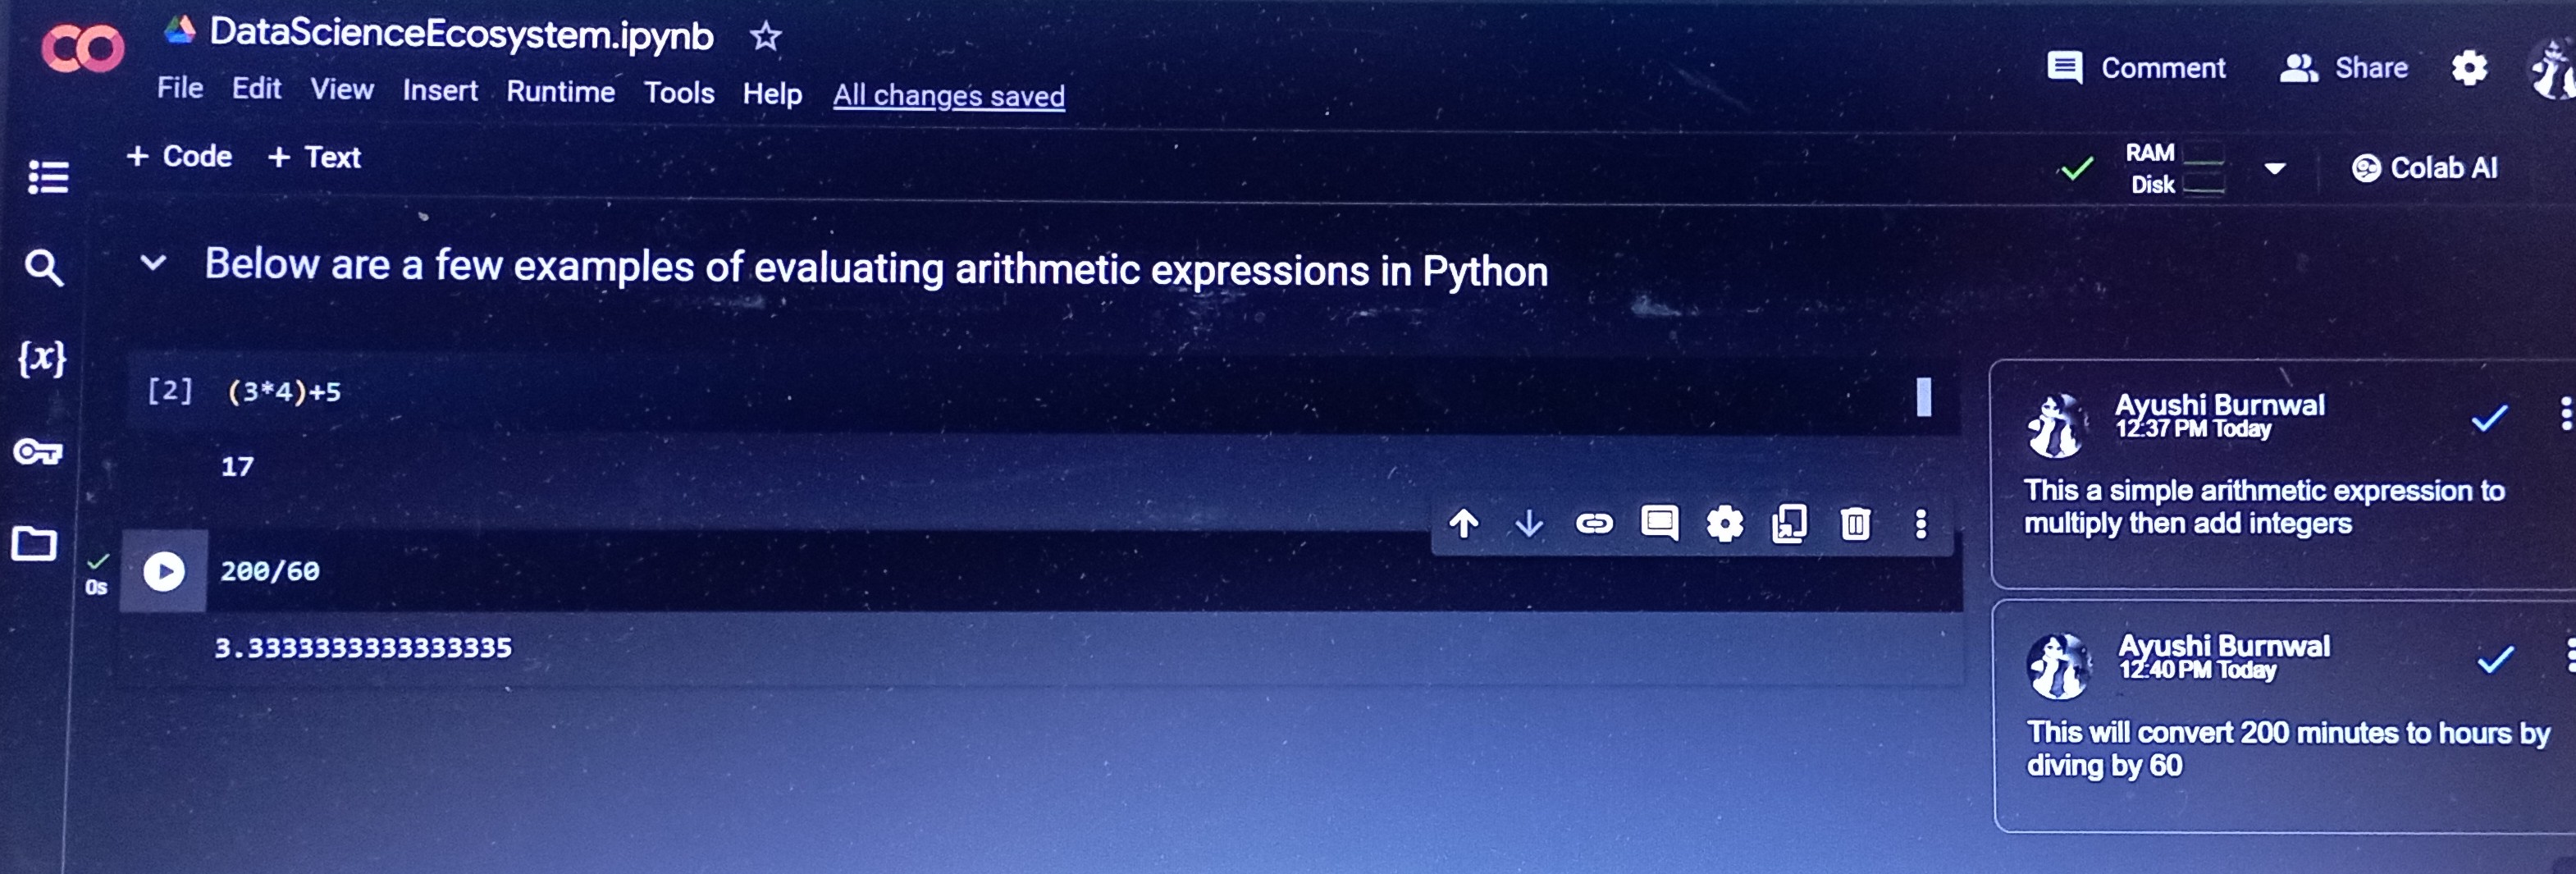 DataScienceEcosystem.ipynb
File Edit View Insert Runtime Tools Help All changes saved
Comment Share
+ Code + Text
RAM
Disk
Colab AI
Below are a few examples of evaluating arithmetic expressions in Python
{x}
[2] (3*4)+5
17
0s
200/60
3.3333333333333335
Ayushi Burnwal
12:37 PM Today
This a simple arithmetic expression to
multiply then add integers
Ayushi Burnwal
12:40 PM Today
This will convert 200 minutes to hours by
diving by 60